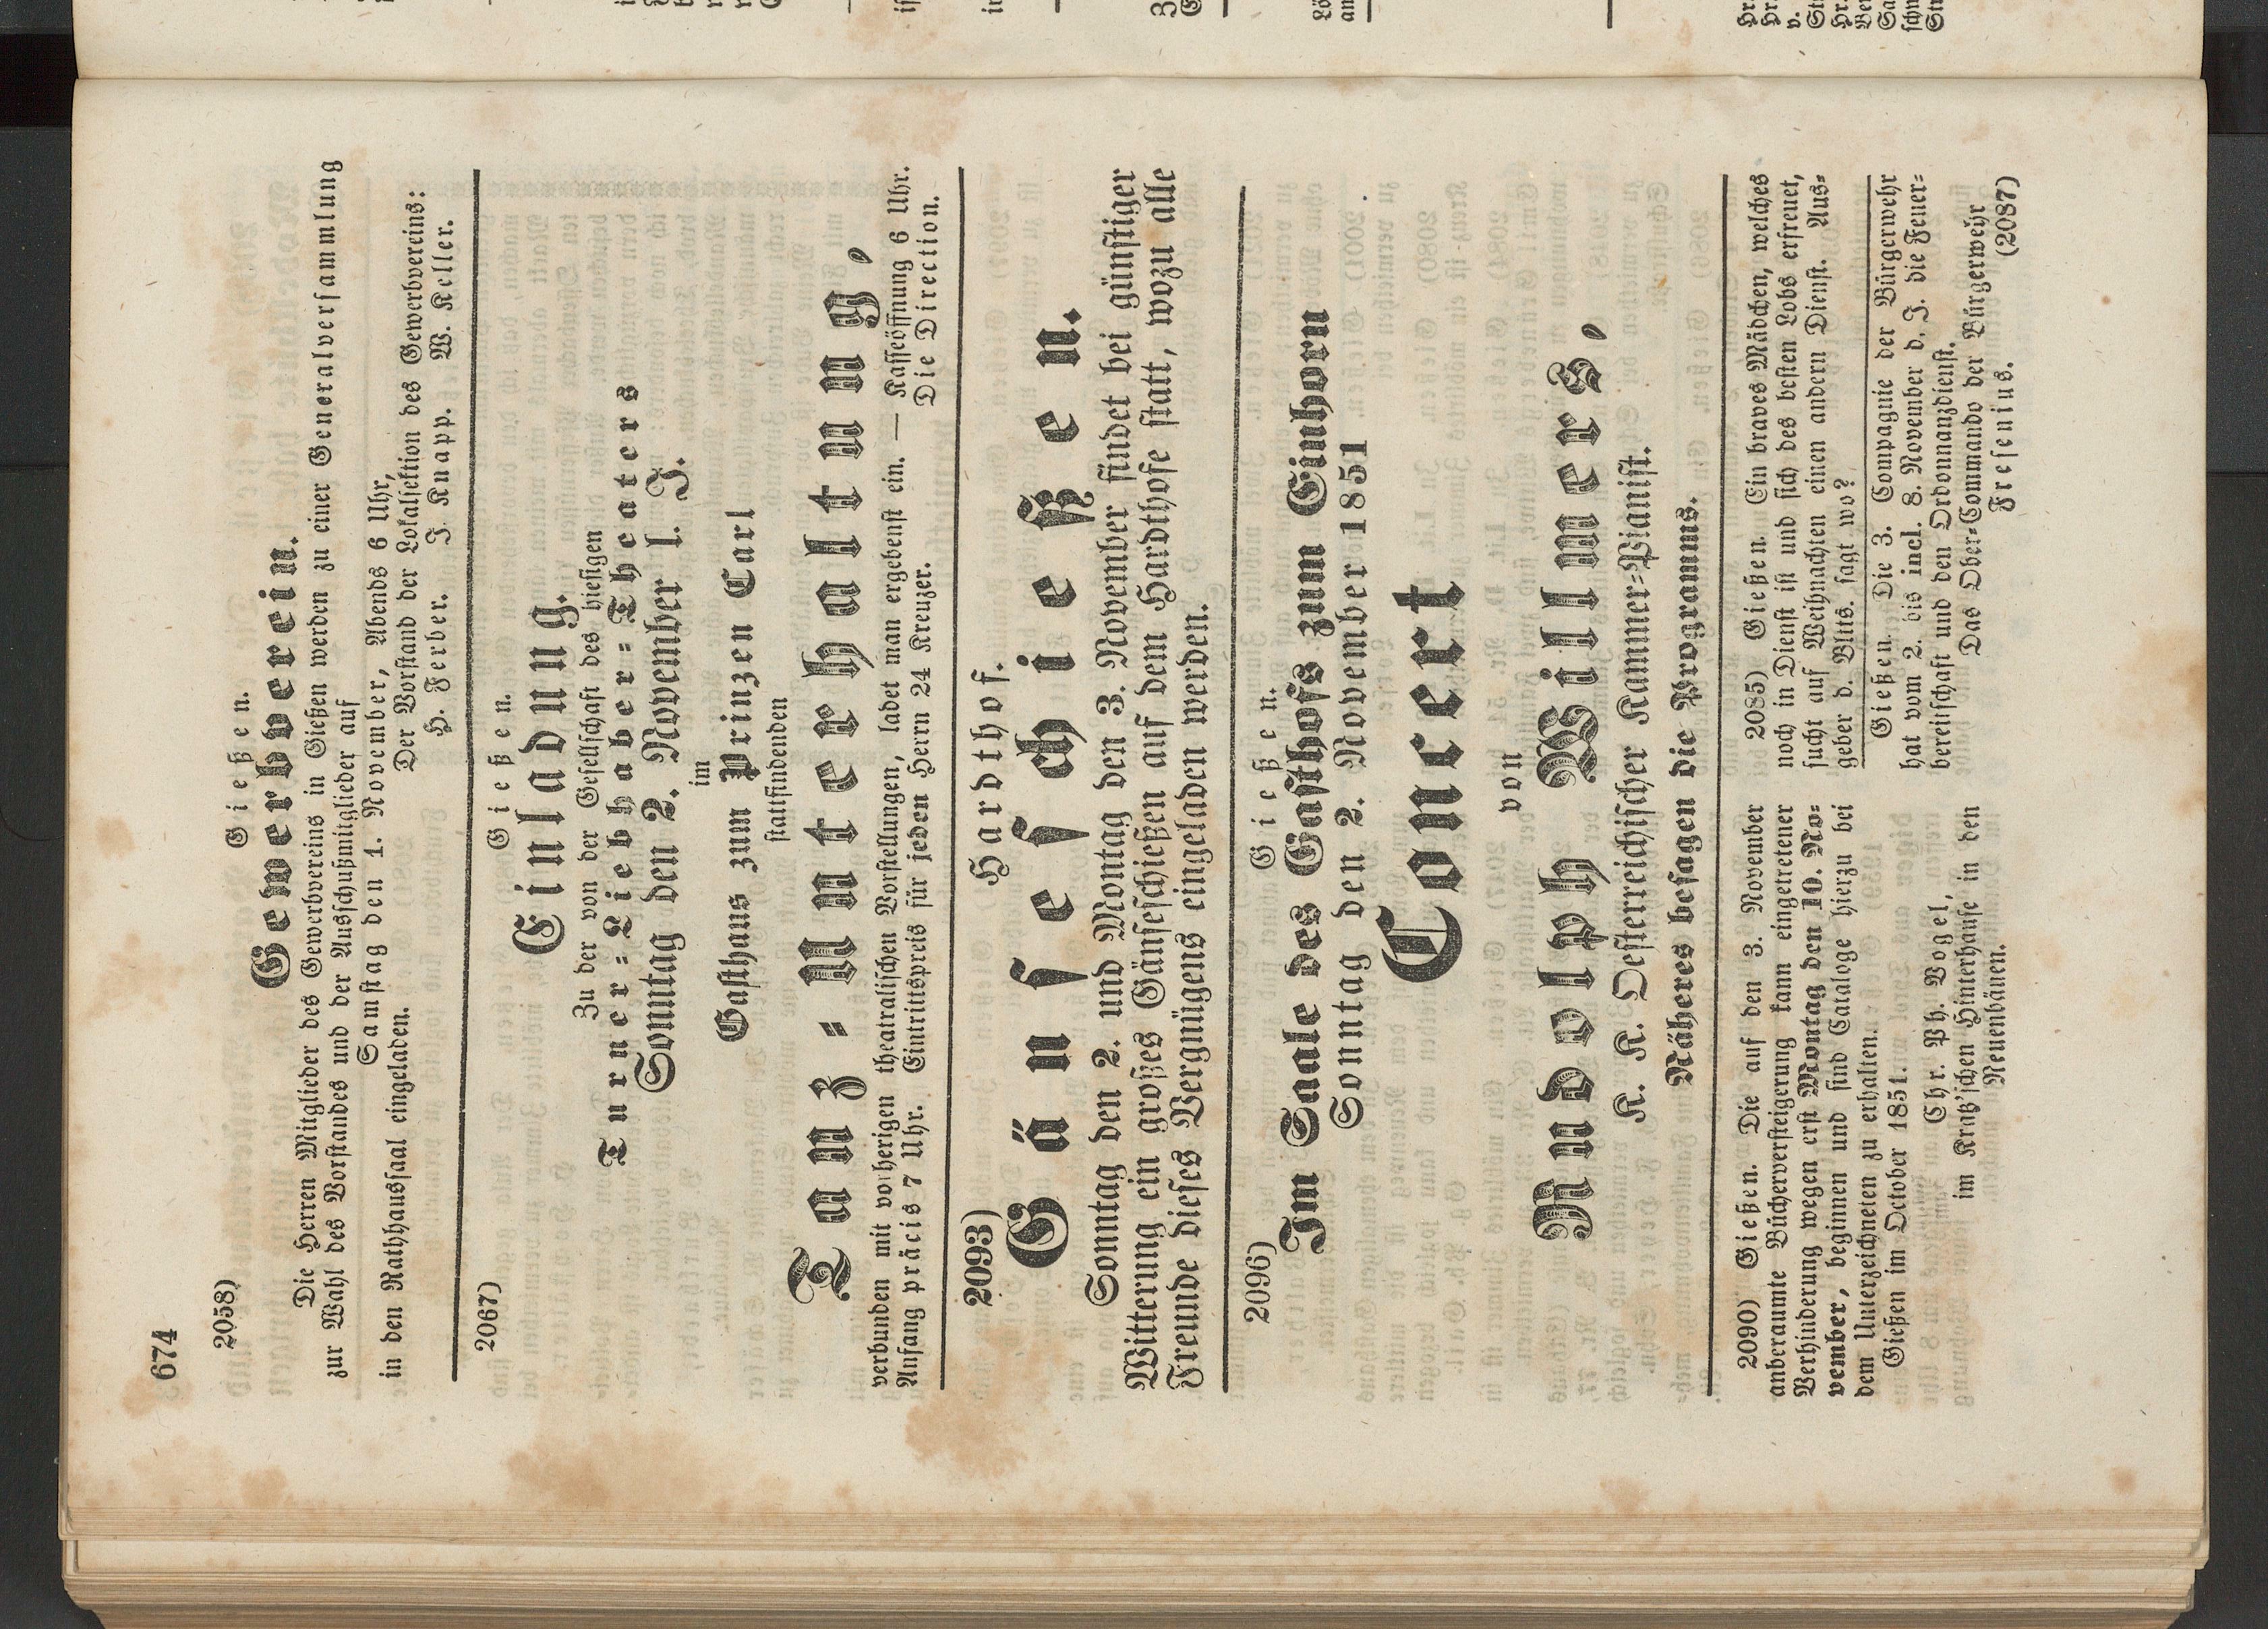 674
2058)
Gießen.
Gewerbverein.
Die Herren Mitglieder des Gewerbvereins in Gießen werden zu einer Generalversammlung
zur Wahl des Vorstandes und der Ausschußmitglieder auf
Samstag den 1. November, Abends 6 Uhr,
in den Rathhaussaal eingeladen.
Der Vorstand der Lokalsektion des Gewerbvereins:
H. Ferber. J. Knapp. W. Keller.
2067)
Gießen.
Einladung.
Zu der von der Gesellschaft des hiesigen
Turner-Liebhaber-Theaters
Sonntag den 2. November l. J.
im
Gasthaus zum Prinzen Carl
stattfindenden
Tanz-Unterhaltung,
verbunden mit vorherigen theatralischen Vorstellungen, ladet man ergebenst ein. — Kasseöffnung 6 Uhr.
Anfang präcis 7 Uhr. Eintrittspreis für jeden Herrn 24 Kreuzer.
Die Direction.
2093)
Hardthof.
Gänseschießen.
Sonntag den 2. und Montag den 3. November findet bei günstiger
Witterung ein großes Gänseschießen auf dem Hardthofe statt, wozu alle
Freunde dieses Vergnügens eingeladen werden.
2096)
Gießen.
Im Saale des Gasthofs zum Einhorn
Sonntag den 2. November 1851
Concert
von
Rudolph Willmers,
K. K. Oesterreichischer Kammer-Pianist.
Näheres besagen die Programms.
2090) Gießen. Die auf den 3. November
anberaumte Bücherversteigerung kann eingetretener
Verhinderung wegen erst Montag den 10. No-
vember, beginnen und sind Cataloge hierzu bei
dem Unterzeichneten zu erhalten.
Gießen im October 1851.
Chr. Ph. Vogel,
im Kratz'schen Hinterhause in den
Neuenbäuen.
2085) Gießen. Ein braves Mädchen, welches
noch in Dienst ist und sich des besten Lobs erfreuet,
sucht auf Weihnachten einen andern Dienst. Aus-
geber d. Blts. sagt wo?
Gießen. Die 3. Compagnie der Bürgerwehr
hat vom 2. bis incl. 8. November d. J. die Feuer-
bereitschaft und den Ordonnanzdienst.
Das Ober-Commando der Bürgerwehr
Fresenius. (2087)